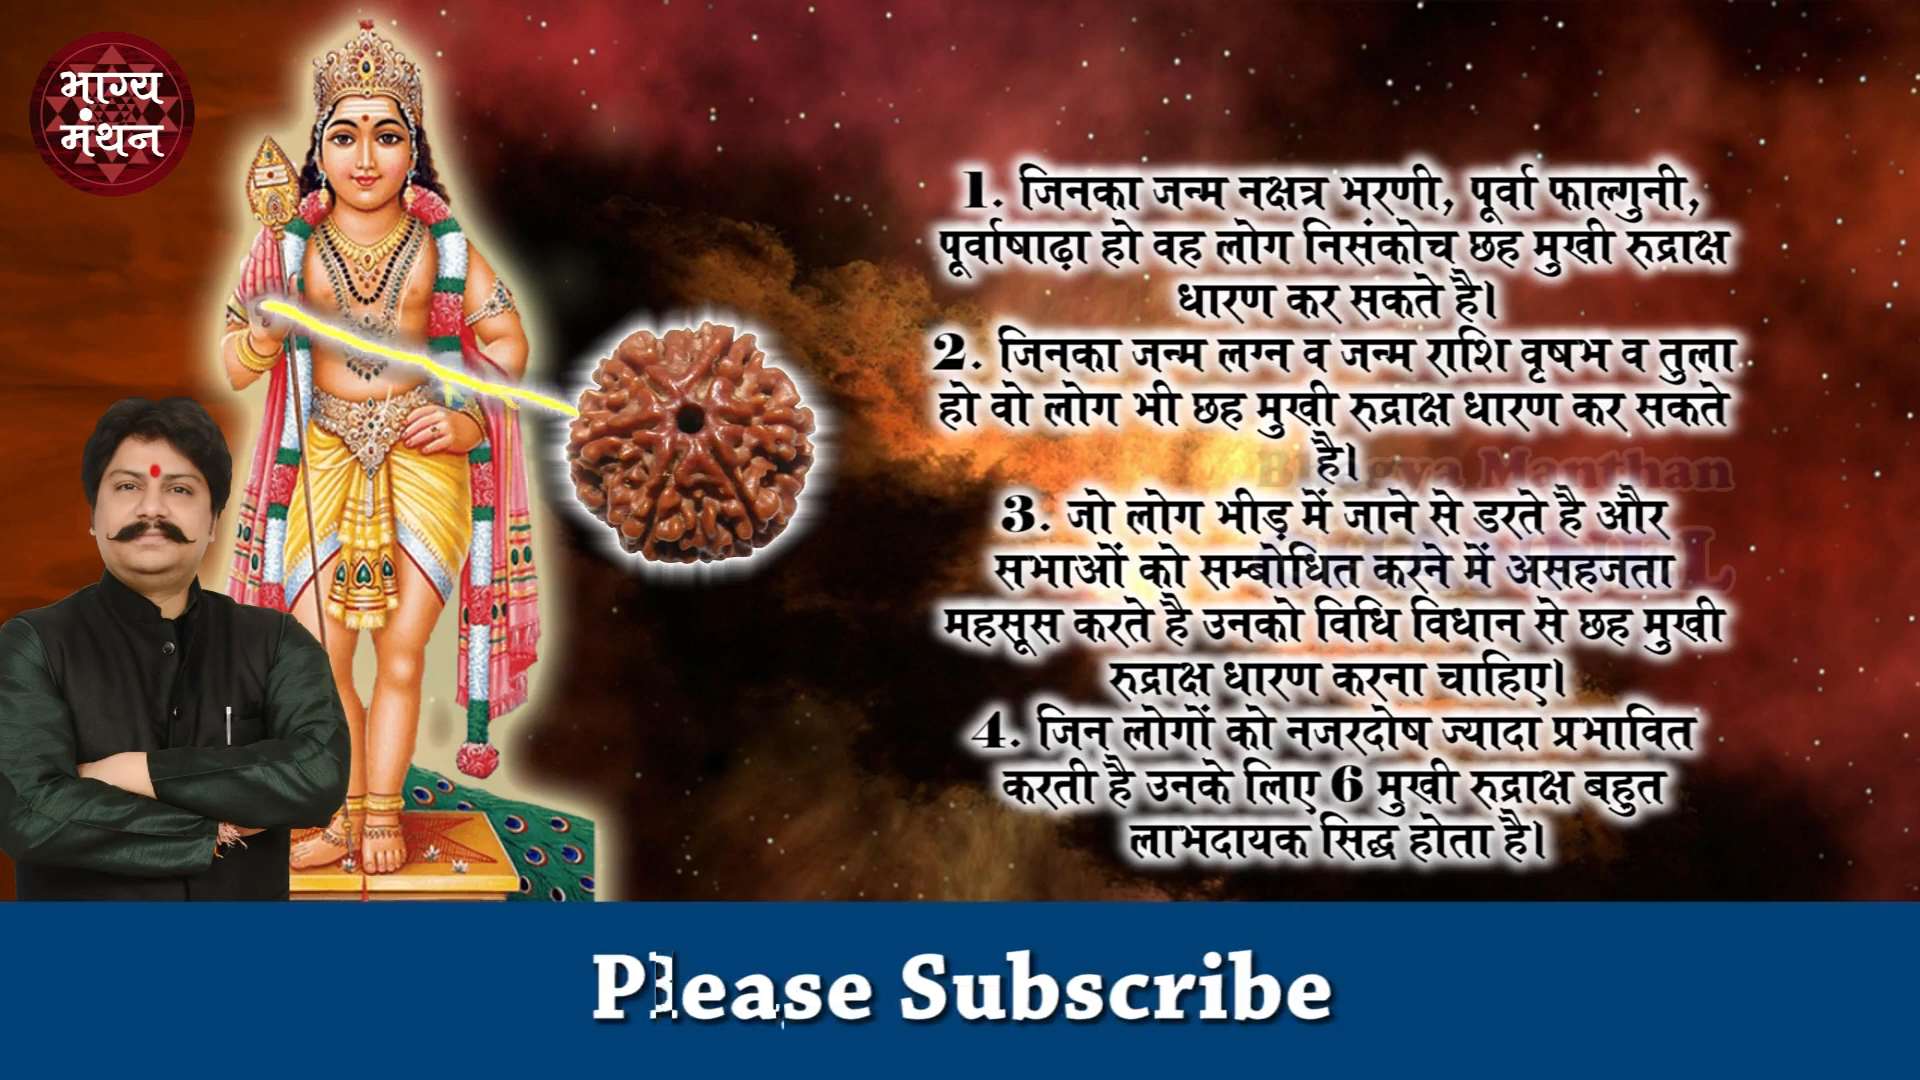 भाग्य
मंथन
1. जिनका जन्म नक्षत्र भरणी, पूर्वा फाल्गुनी,
पूर्वाषाढ़ा हो वह लोग निसंकोच छह मुखी रुद्राक्ष
धारण कर सकते है।
2. जिनका जन्म लग्न व जन्म राशि वृषभ व तुला
हो वो लोग भी छह मुखी रुद्राक्ष धारण कर सकते
है।
Bhagya Manthan
3. जो लोग भीड़ में जाने से डरते है और
सभाओं को सम्बोधित करने में असहजता
महसूस करते है उनको विधि विधान से छह मुखी
रुद्राक्ष धारण करना चाहिए।
4. जिन लोगों को नजरदोष ज्यादा प्रभावित
करती है उनके लिए 6 मुखी रुद्राक्ष बहुत
लाभदायक सिद्ध होता है।
Please Subscribe